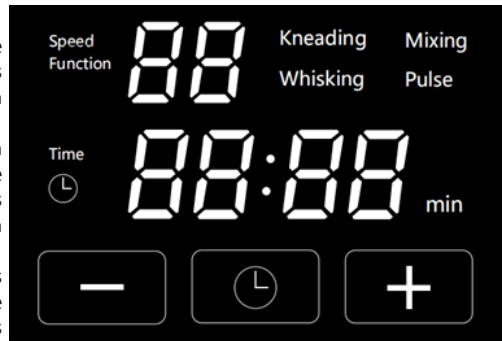 Speed
Function
88
Kneading Mixing
Whisking Pulse
Time
88:88
min